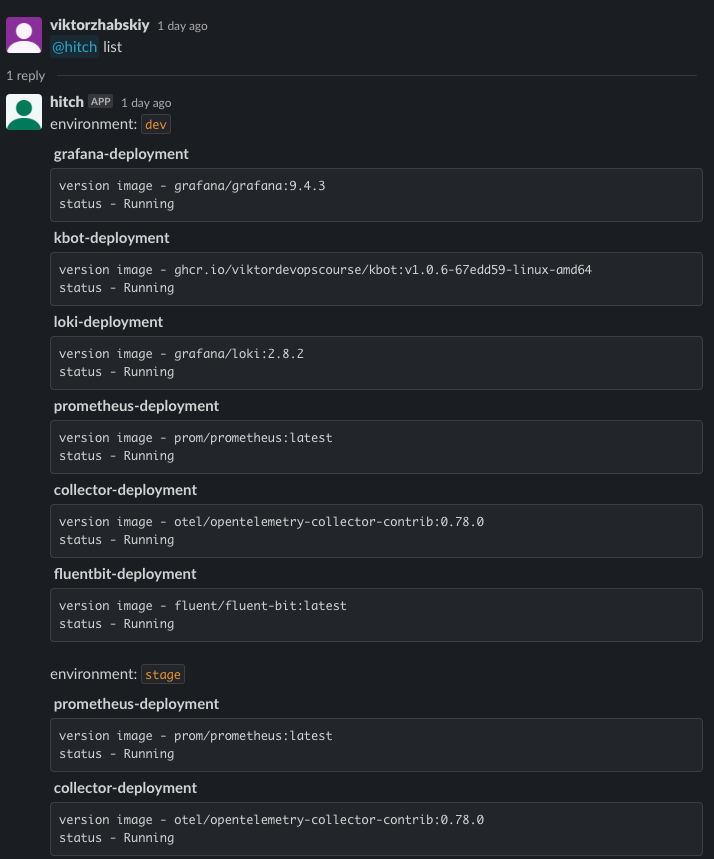 viktorzhabskiy 1 day ago
@hitch list
1 reply
hitch APP 1 day ago
environment: dev
grafana-deployment
version image - grafana/grafana:9.4.3
status - Running
kbot-deployment
version image - ghcr.io/viktordevopscourse/kbot:v1.0.6-67edd59-linux-amd64
status - Running
loki-deployment
version image - grafana/loki:2.8.2
status - Running
prometheus-deployment
version image - prom/prometheus:latest
status - Running
collector-deployment
version image - otel/opentelemetry-collector-contrib:0.78.0
status - Running
fluentbit-deployment
version image - fluent/fluent-bit:latest
status - Running
environment: stage
prometheus-deployment
version image - prom/prometheus:latest
status - Running
collector-deployment
version image - otel/opentelemetry-collector-contrib:0.78.0
status - Running